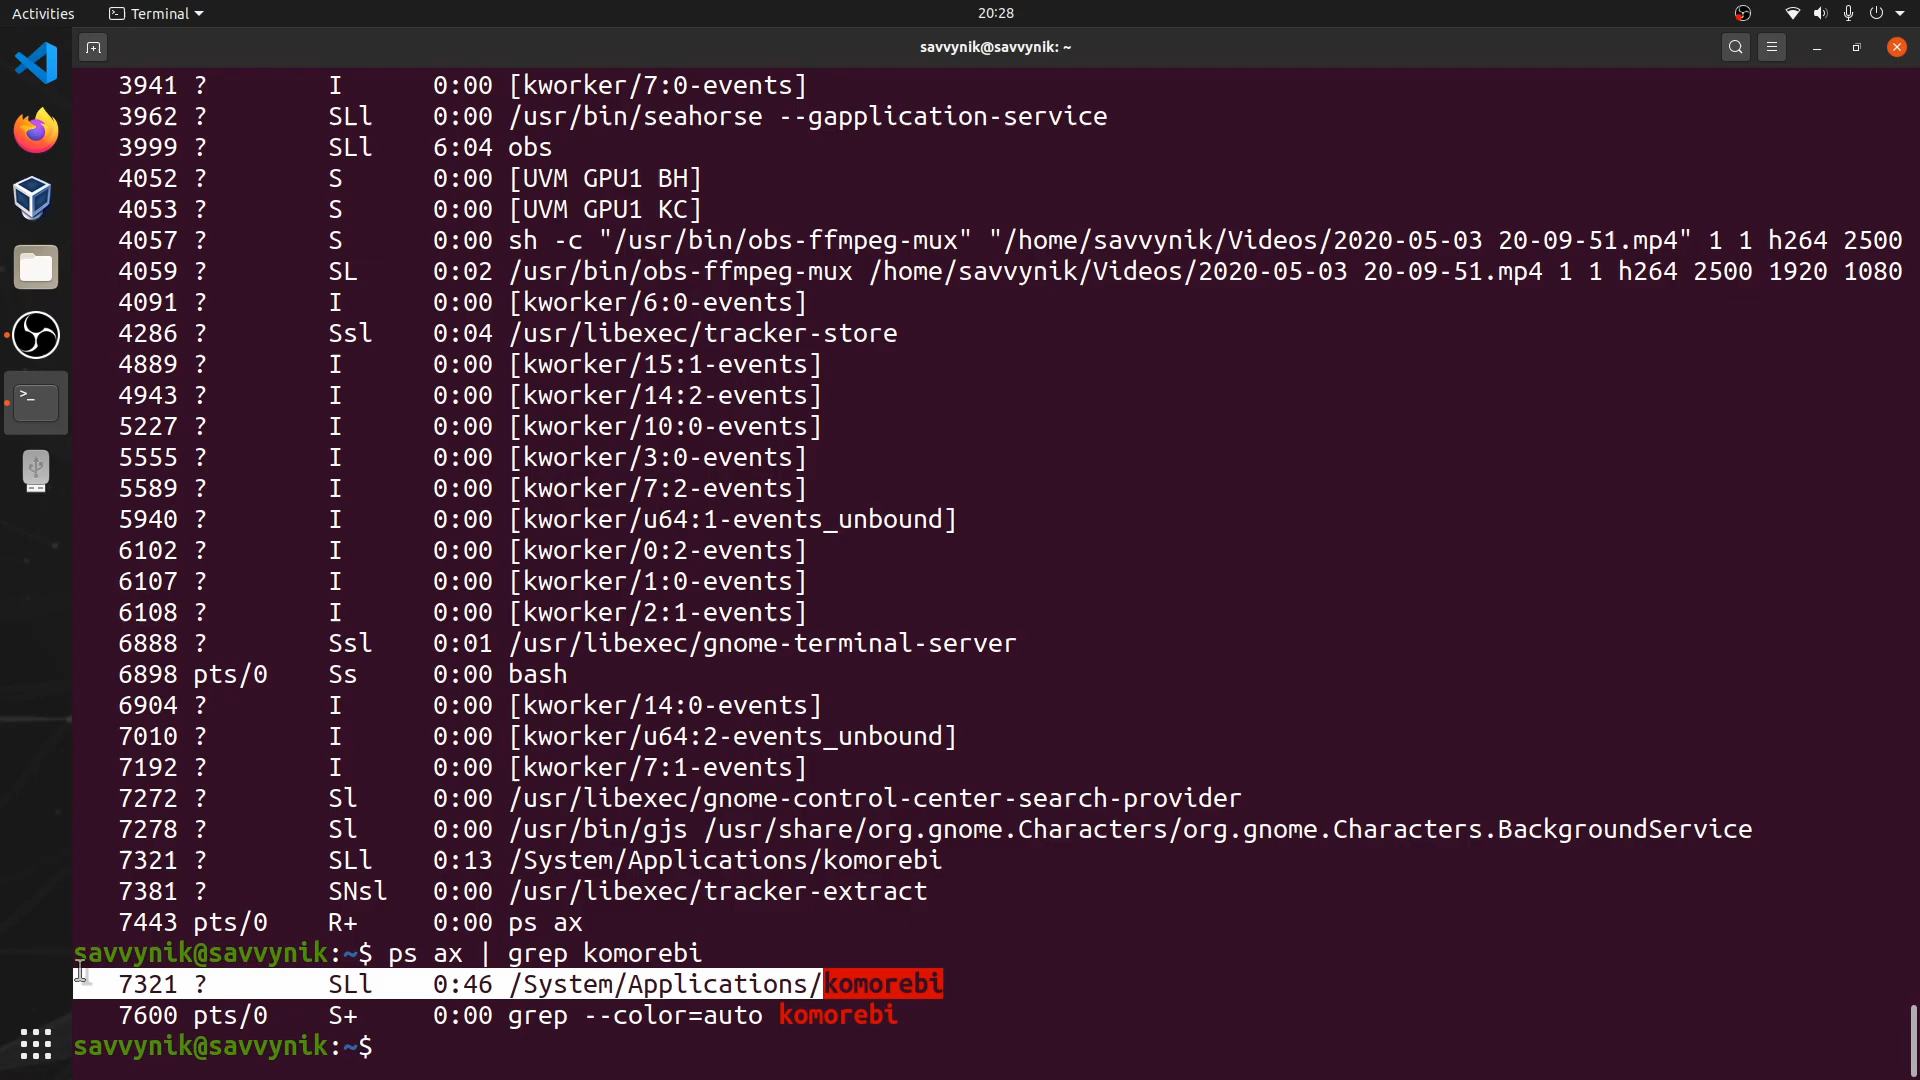 Activities Terminal 20:28
savvynik@savvynik: ~
3941 ? I 0:00 [kworker/7:0-events]
3962 ? SLl 0:00 /usr/bin/seahorse --gapplication-service
3999 ? SLl 6:04 obs
4052 ? S 0:00 [UVM GPU1 BH]
4053 ? S 0:00 [UVM GPU1 KC]
4057 ? S 0:00 sh -c "/usr/bin/obs-ffmpeg-mux" "/home/savvynik/Videos/2020-05-03 20-09-51.mp4" 1 1 h264 2500
4059 ? SL 0:02 /usr/bin/obs-ffmpeg-mux /home/savvynik/Videos/2020-05-03 20-09-51.mp4 1 1 h264 2500 1920 1080
4091 ? I 0:00 [kworker/6:0-events]
4286 ? Ssl 0:04 /usr/libexec/tracker-store
4889 ? I 0:00 [kworker/15:1-events]
4943 ? I 0:00 [kworker/14:2-events]
5227 ? I 0:00 [kworker/10:0-events]
5555 ? I 0:00 [kworker/3:0-events]
5589 ? I 0:00 [kworker/7:2-events]
5940 ? I 0:00 [kworker/u64:1-events_unbound]
6102 ? I 0:00 [kworker/0:2-events]
6107 ? I 0:00 [kworker/1:0-events]
6108 ? I 0:00 [kworker/2:1-events]
6888 ? Ssl 0:01 /usr/libexec/gnome-terminal-server
6898 pts/0 Ss 0:00 bash
6904 ? I 0:00 [kworker/14:0-events]
7010 ? I 0:00 [kworker/u64:2-events_unbound]
7192 ? I 0:00 [kworker/7:1-events]
7272 ? Sl 0:00 /usr/libexec/gnome-control-center-search-provider
7278 ? Sl 0:00 /usr/bin/gjs /usr/share/org.gnome.Characters/org.gnome.Characters.BackgroundService
7321 ? SLl 0:13 /System/Applications/komorebi
7381 ? SNsl 0:00 /usr/libexec/tracker-extract
7443 pts/0 R+ 0:00 ps ax
savvynik@savvynik:~$ ps ax | grep komorebi
7321 ? SLl 0:46 /System/Applications/komorebi
7600 pts/0 S+ 0:00 grep --color=auto komorebi
savvynik@savvynik:~$